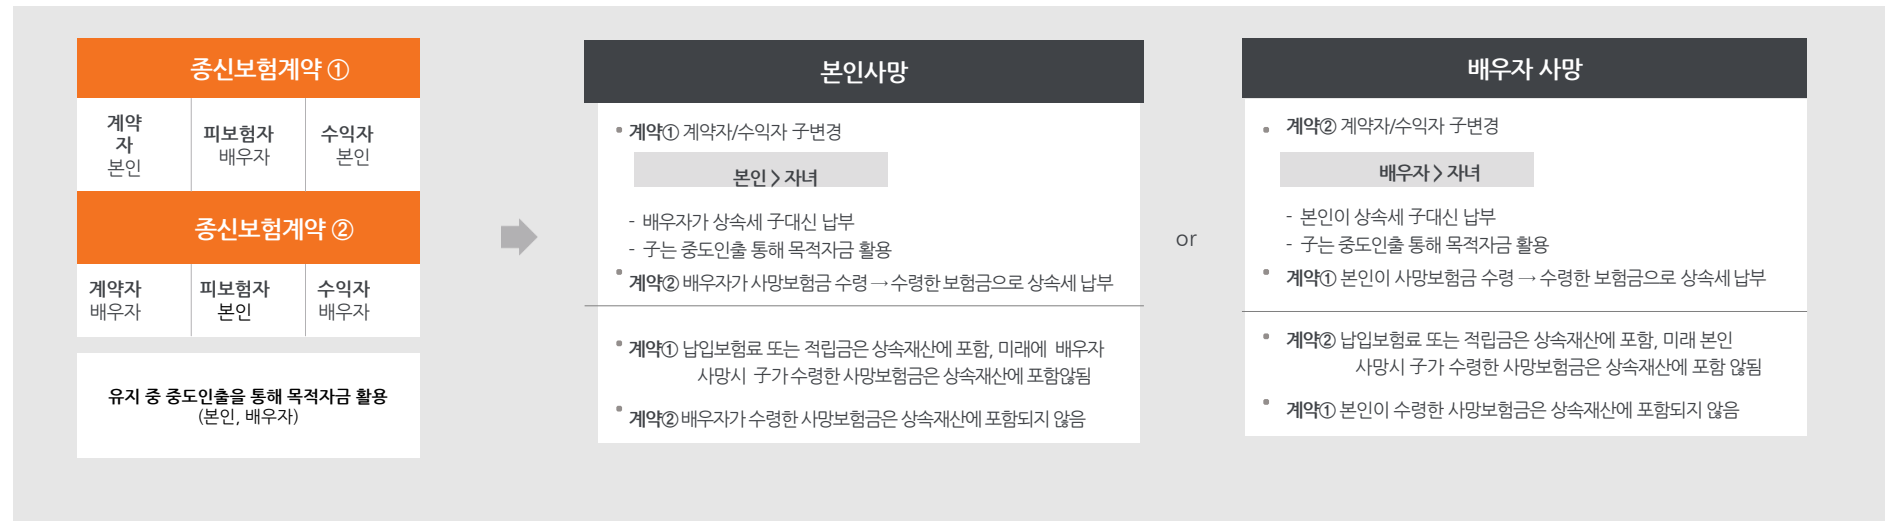 종신보험계약 ①
계약
자
본인
피보험자
배우자
수익자
본인
종신보험계약 ②
계약자
배우자
피보험자
본인
수익자
배우자
유지 중 중도인출을 통해 목적자금 활용
(본인, 배우자)
본인사망
• 계약① 계약자/수익자 子변경
본인 > 자녀
- 배우자가 상속세 子대신 납부
- 子는 중도인출 통해 목적자금 활용
• 계약② 배우자가 사망보험금 수령 → 수령한 보험금으로 상속세 납부
• 계약① 납입보험료 또는 적립금은 상속재산에 포함, 미래에 배우자
사망시 子가 수령한 사망보험금은 상속재산에 포함않됨
• 계약② 배우자가 수령한 사망보험금은 상속재산에 포함되지 않음
or
배우자 사망
• 계약② 계약자/수익자 子변경
배우자 > 자녀
- 본인이 상속세 子대신 납부
- 子는 중도인출 통해 목적자금 활용
• 계약① 본인이 사망보험금 수령 → 수령한 보험금으로 상속세 납부
• 계약② 납입보험료 또는 적립금은 상속재산에 포함, 미래 본인
사망시 子가 수령한 사망보험금은 상속재산에 포함 않됨
• 계약① 본인이 수령한 사망보험금은 상속재산에 포함되지 않음